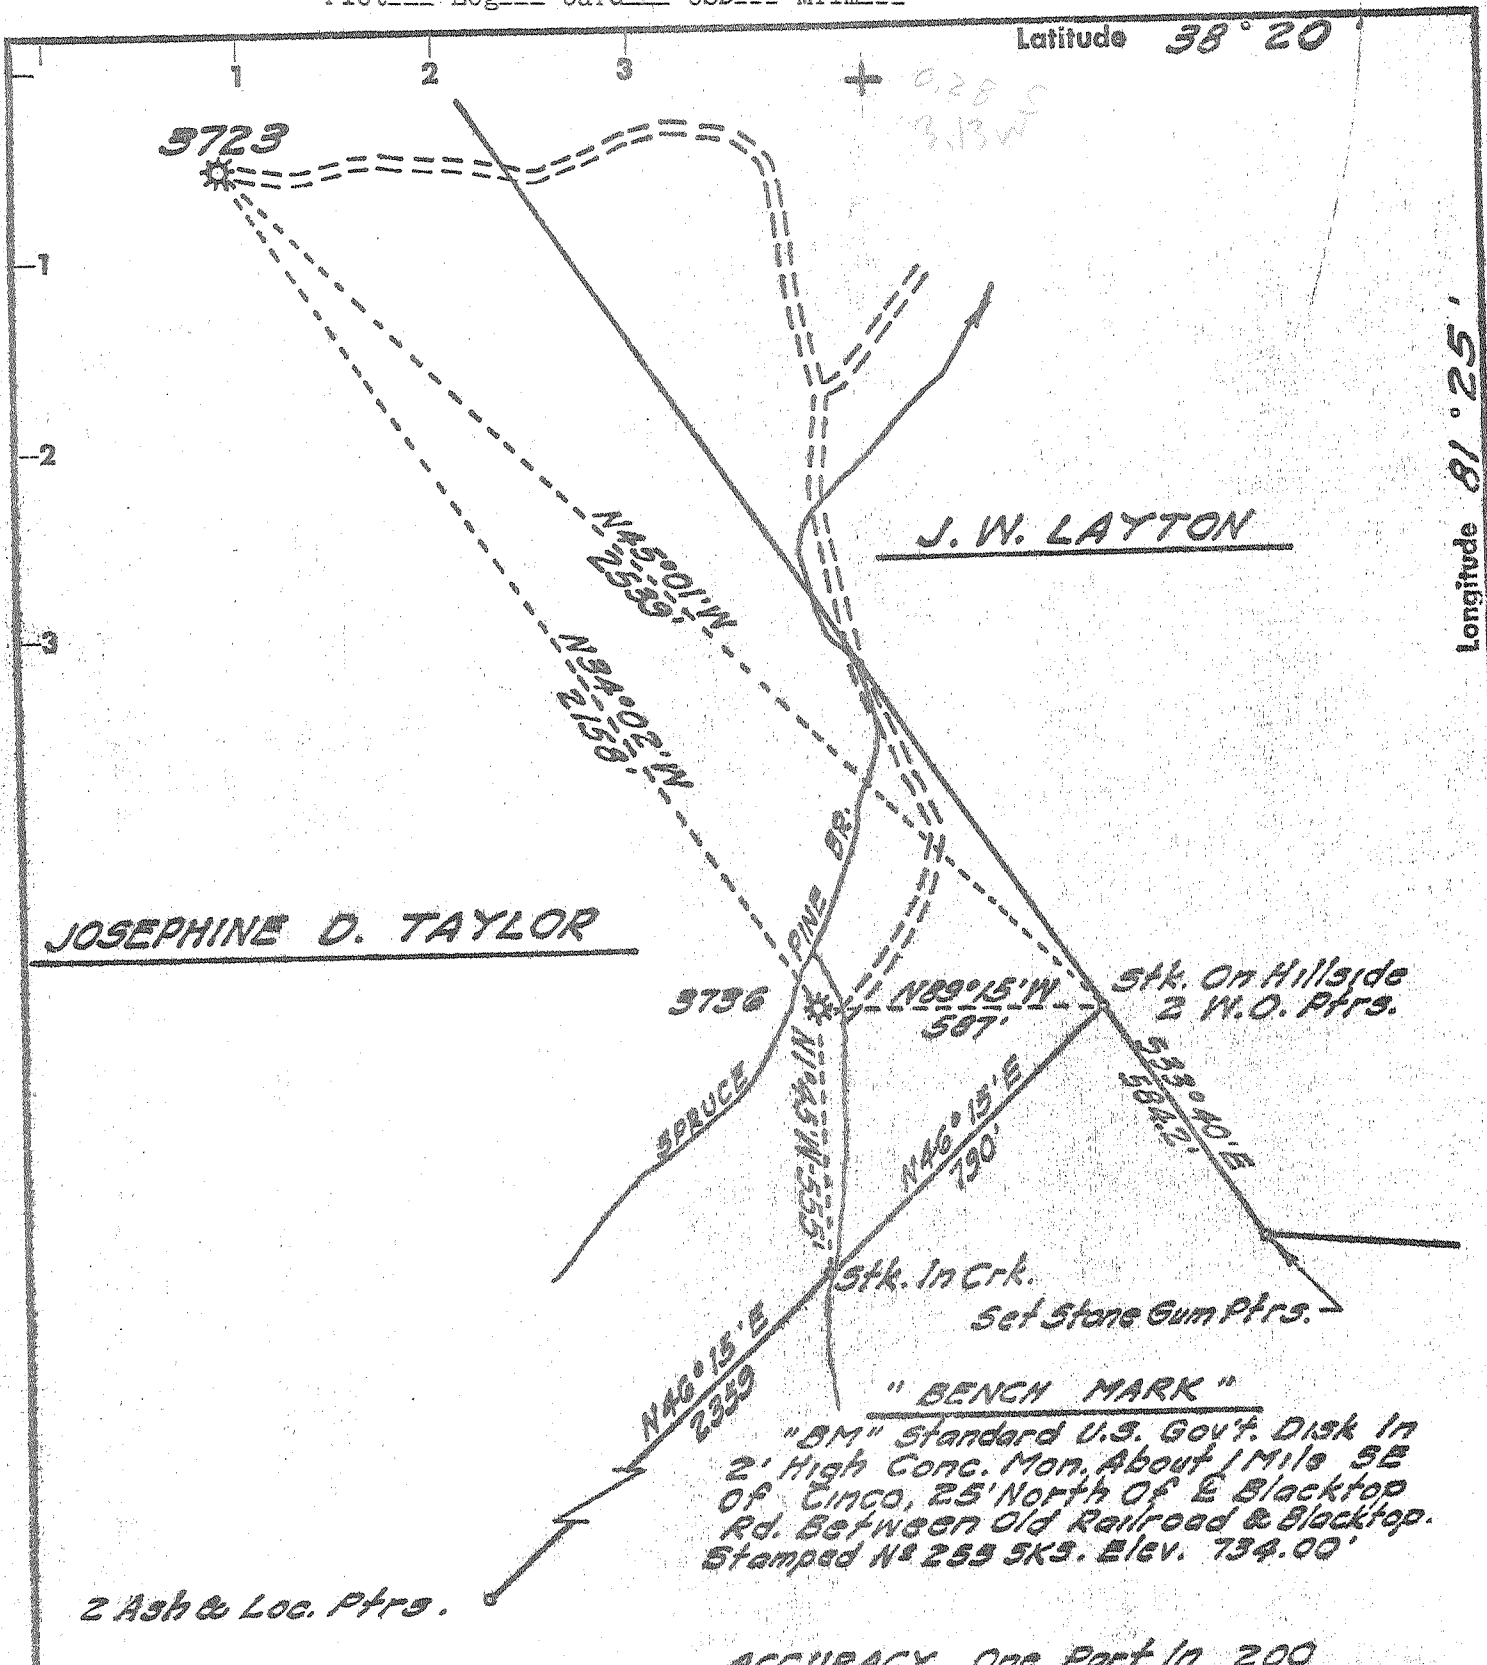 Latitude 38° 20'
1 2 3
0.28 S
3.13 W
3723
1
2
3
Longitude 81° 25'
J. W. LAYTON
N45°01'W
2539'
N34°02'W
2158'
JOSEPHINE D. TAYLOR
SPRUCE PINE BR.
3736
N89°15'W
587'
Stk. On Hillside
2 W.O. Ptrs.
N1°45'W-555'
S33°40'E
584.2'
N46°15'E
790'
Stk. In Crk.
Set Stone Gum Ptrs.
N46°15'E
2359
" BENCH MARK "
"BM" Standard U.S. Gov't. Disk In
2' High Conc. Mon. About 1 Mile SE
Of Cinco, 25' North Of ℄ Blacktop
Rd. Between Old Railroad & Blacktop.
Stamped Nº 259 SKS. Elev. 734.00'
2 Ash & Loc. Ptrs.
ACCURACY One Part In 200